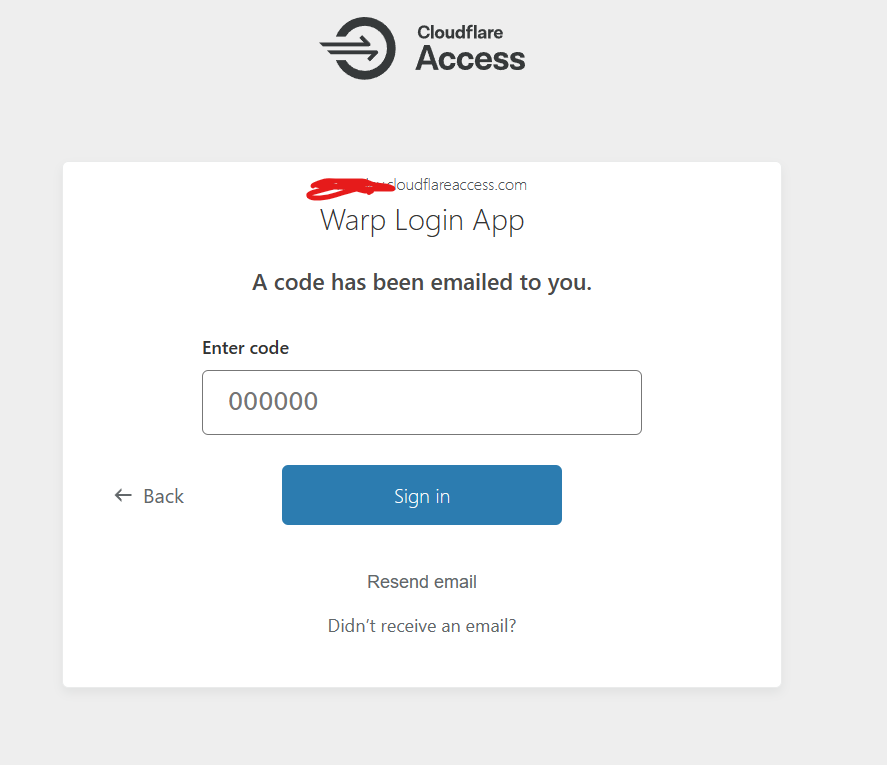 Cloudflare
Access
cloudflareaccess.com
Warp Login App
A code has been emailed to you.
Enter code
000000
← Back
Sign in
Resend email
Didn’t receive an email?